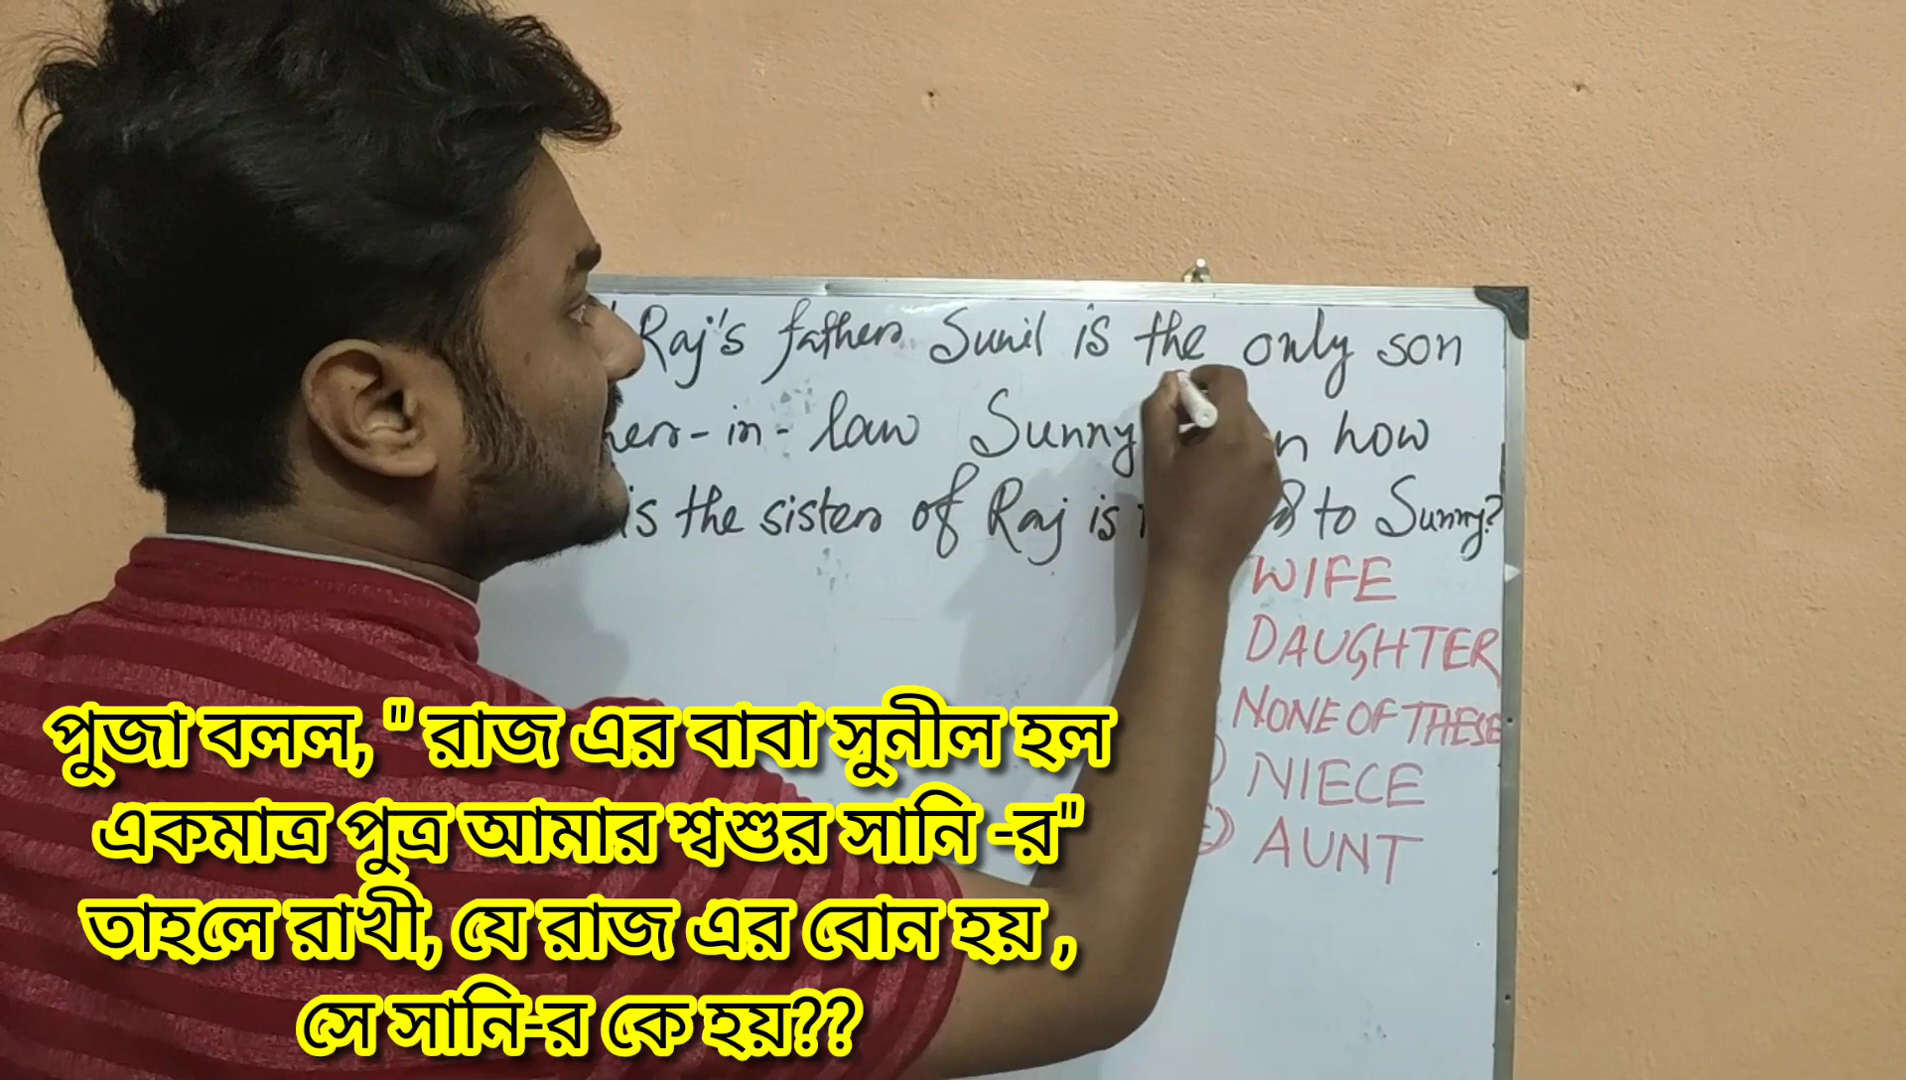 Raj's father Sunil is the only son
-in-law Sunny how
is the sister of Raj is to Sunny?
WIFE
DAUGHTER
NONE OF THESE
NIECE
AUNT
পুজা বলল, " রাজ এর বাবা সুনীল হল
একমাত্র পুত্র আমার শ্বশুর সানি -র"
তাহলে রাখী, যে রাজ এর বোন হয় ,
সে সানি-র কে হয়??